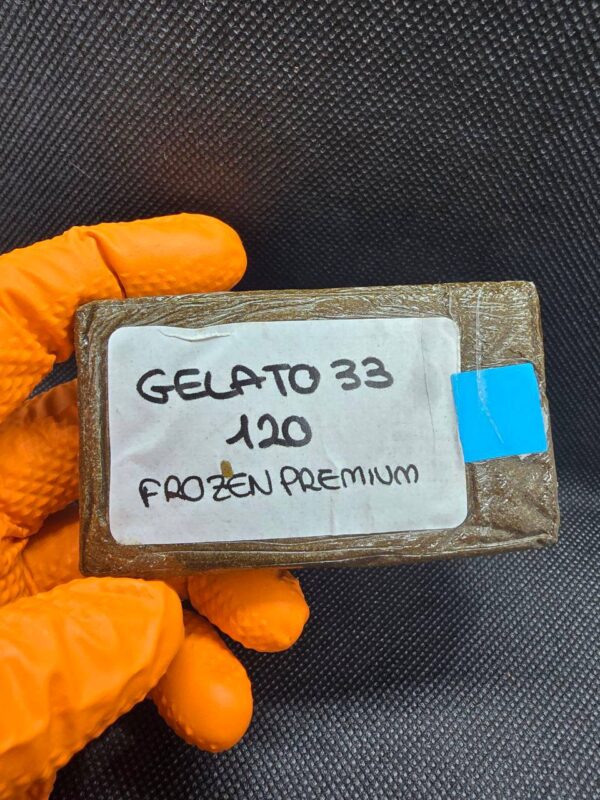 GELATO 33
120
FROZEN PREMIUM